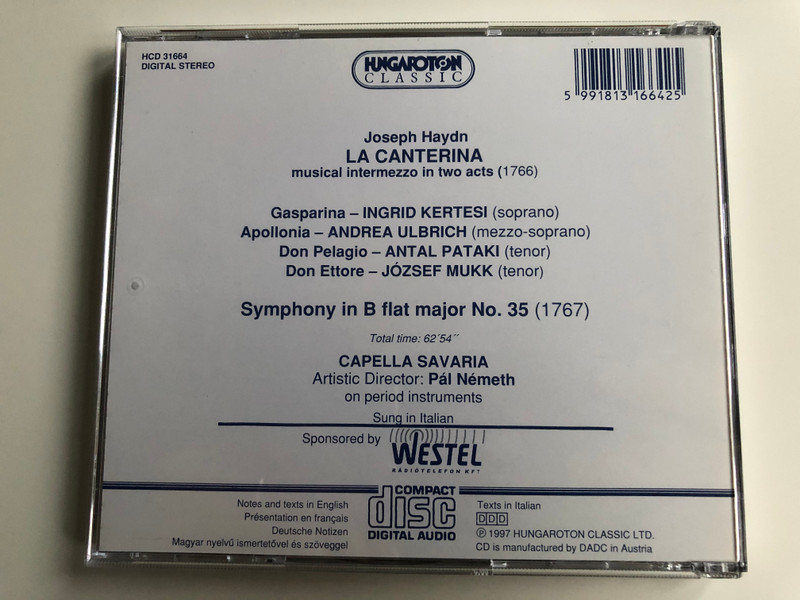 HCD 31664
DIGITAL STEREO
HUNGAROTON
CLASSIC
5 991813 166425
Joseph Haydn
LA CANTERINA
musical intermezzo in two acts (1766)
Gasparina – INGRID KERTESI (soprano)
Apollonia – ANDREA ULBRICH (mezzo-soprano)
Don Pelagio – ANTAL PATAKI (tenor)
Don Ettore – JÓZSEF MUKK (tenor)
Symphony in B flat major No. 35 (1767)
Total time: 62´54´´
CAPELLA SAVARIA
Artistic Director: Pál Németh
on period instruments
Sung in Italian
Sponsored by WESTEL
RÁDIÓTELEFON KFT
Notes and texts in English
Présentation en français
Deutsche Notizen
Magyar nyelvű ismertetővel és szöveggel
COMPACT
disc
DIGITAL AUDIO
Texts in Italian
DDD
℗ 1997 HUNGAROTON CLASSIC LTD.
CD is manufactured by DADC in Austria